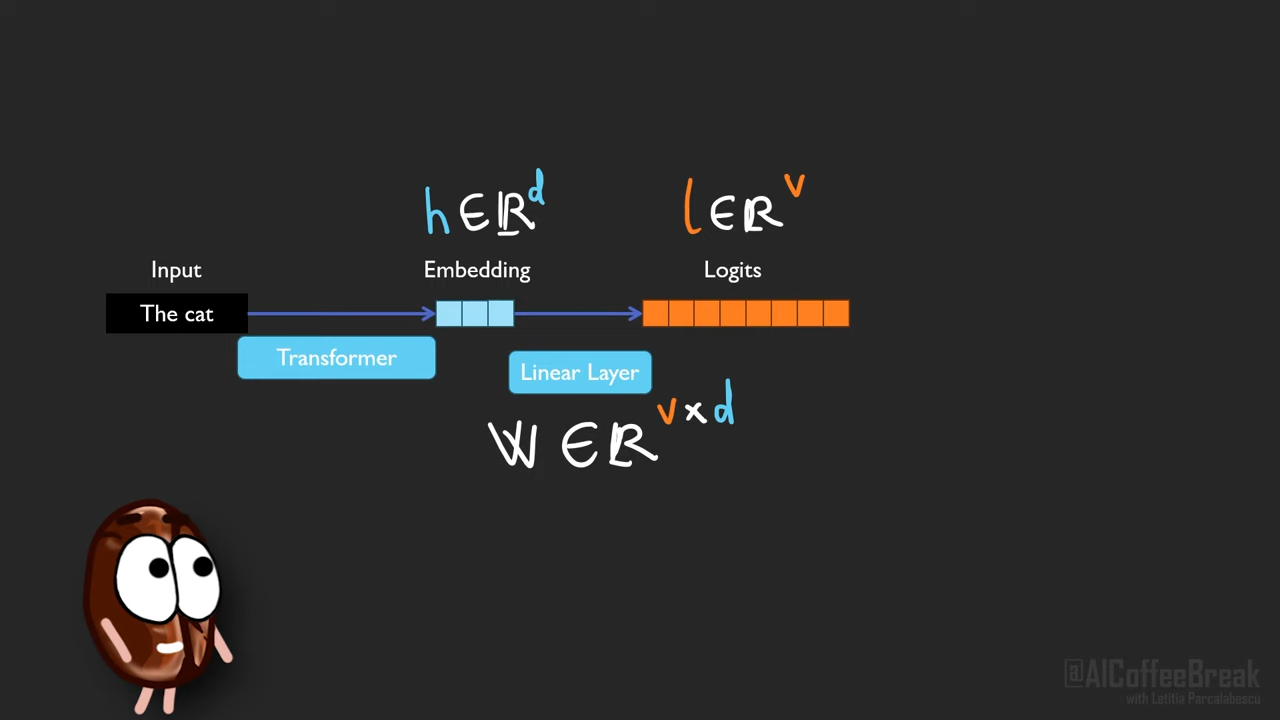 h ∈ ℝ^d
l ∈ ℝ^v
Input
Embedding
Logits
The cat
Transformer
Linear Layer
W ∈ ℝ^{v×d}
@AICoffeeBreak
with Letitia Parcalabescu